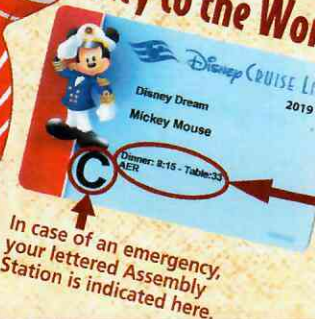 y to the Wo
Disney CRUISE LI
Disney Dream
2019
Mickey Mouse
C
Dinner: 8:15 - Table:33
AER
In case of an emergency,
your lettered Assembly
Station is indicated here.